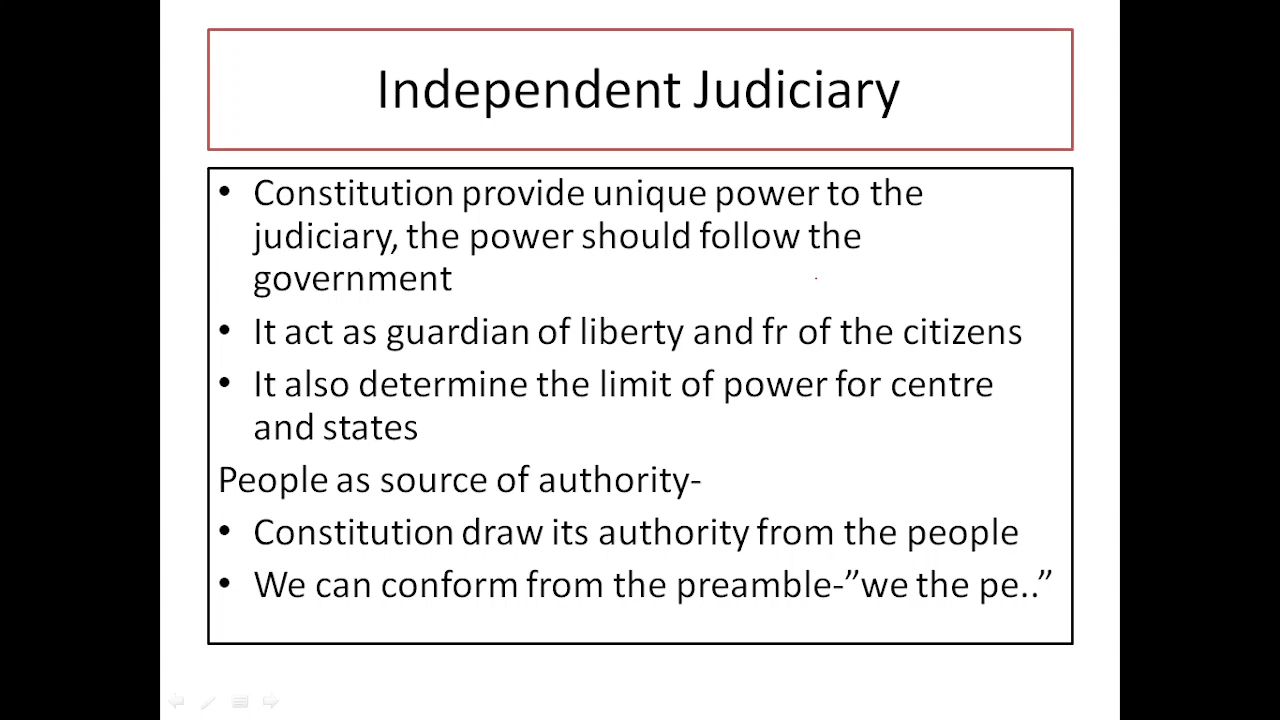 Independent Judiciary
• Constitution provide unique power to the
judiciary, the power should follow the
government
• It act as guardian of liberty and fr of the citizens
• It also determine the limit of power for centre
and states
People as source of authority-
• Constitution draw its authority from the people
• We can conform from the preamble-”we the pe..”